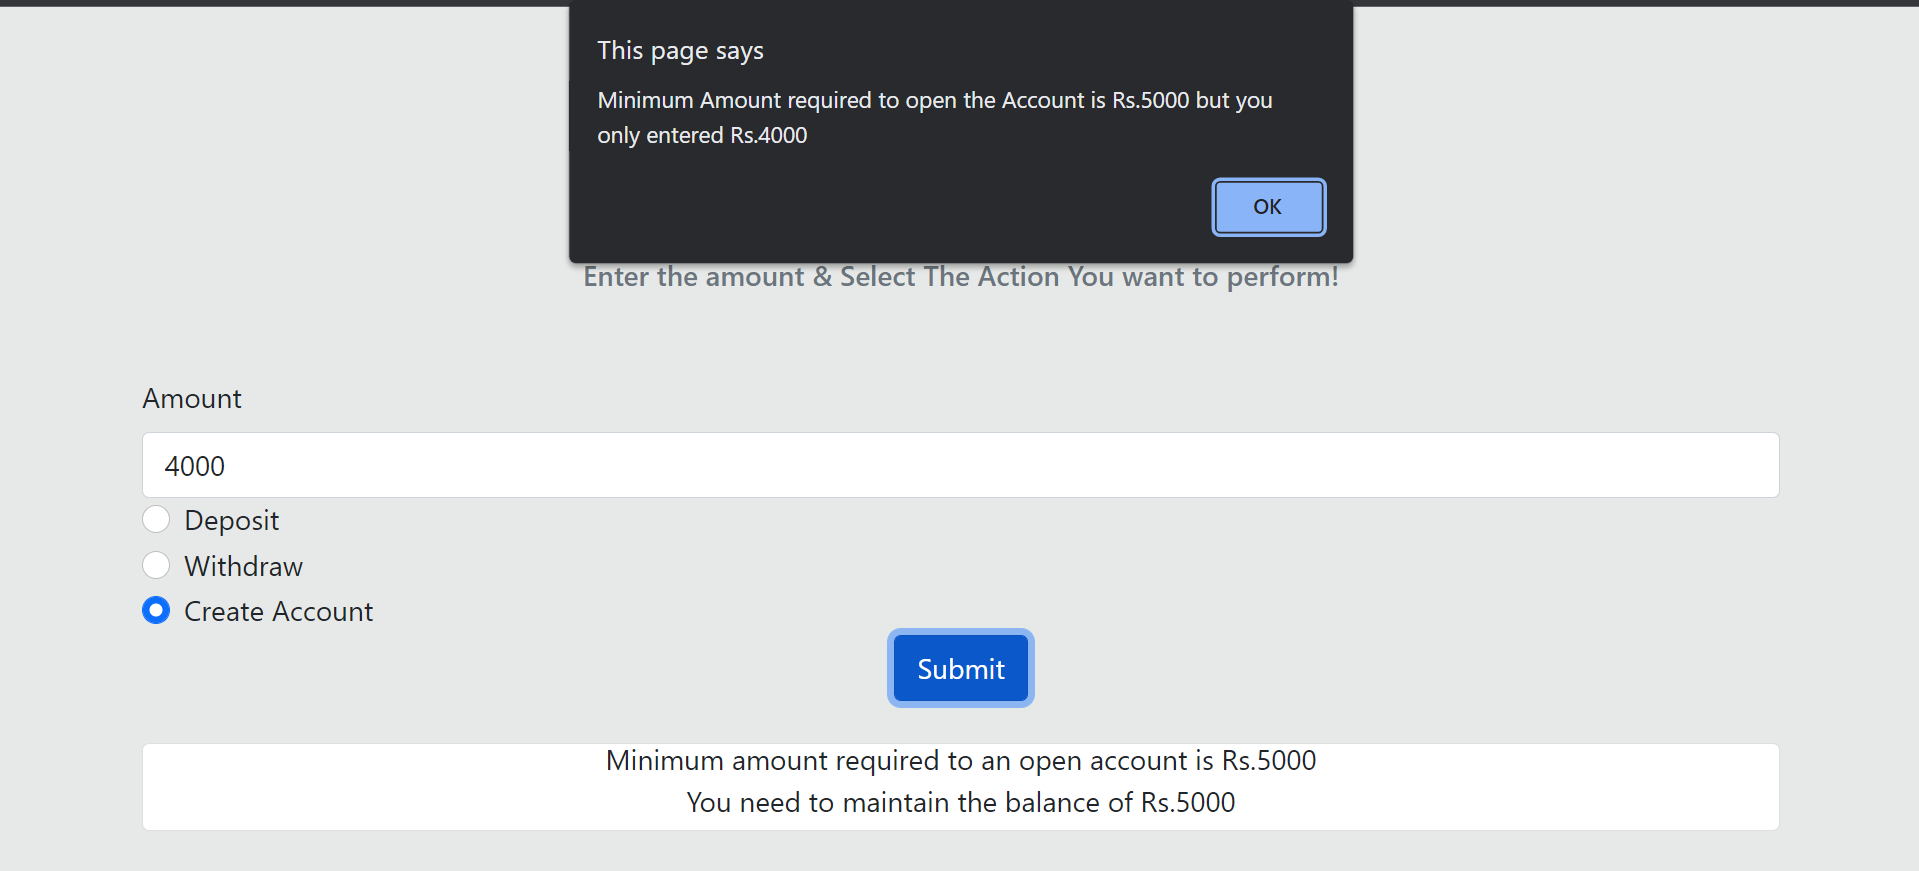 This page says
Minimum Amount required to open the Account is Rs.5000 but you
only entered Rs.4000
OK
Enter the amount & Select The Action You want to perform!
Amount
4000
Deposit
Withdraw
Create Account
Submit
Minimum amount required to an open account is Rs.5000
You need to maintain the balance of Rs.5000